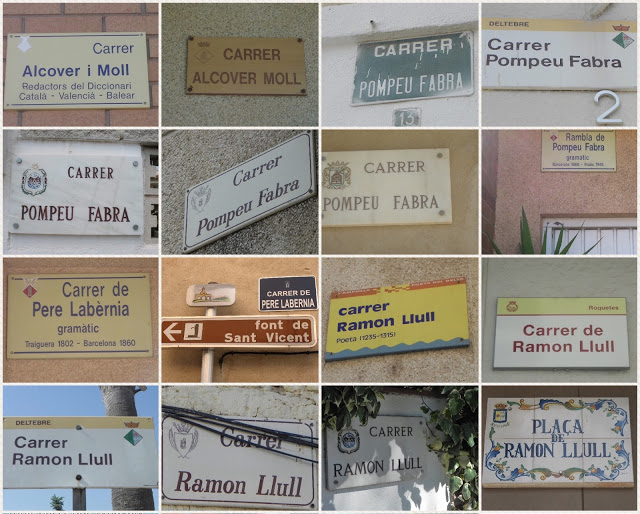 Carrer
Alcover i Moll
Redactors del Diccionari
Català - Valencià - Balear
CARRER
ALCOVER MOLL
CARRER
POMPEU FABRA
13
DELTEBRE
Carrer
Pompeu Fabra
2
CARRER
POMPEU FABRA
Carrer
Pompeu Fabra
CARRER
POMPEU FABRA
Rambla de
Pompeu Fabra
gramàtic
Carrer de
Pere Labèrnia
gramàtic
Traiguera 1802 - Barcelona 1860
CARRER DE
PERE LABERNIA
1
font de
Sant Vicent
carrer
Ramon Llull
Poeta (1235-1315)
Roquetes
Carrer de
Ramon Llull
DELTEBRE
Carrer
Ramon Llull
Carrer
Ramon Llull
CARRER
RAMON LLULL
PLAÇA
DE
RAMON LLULL